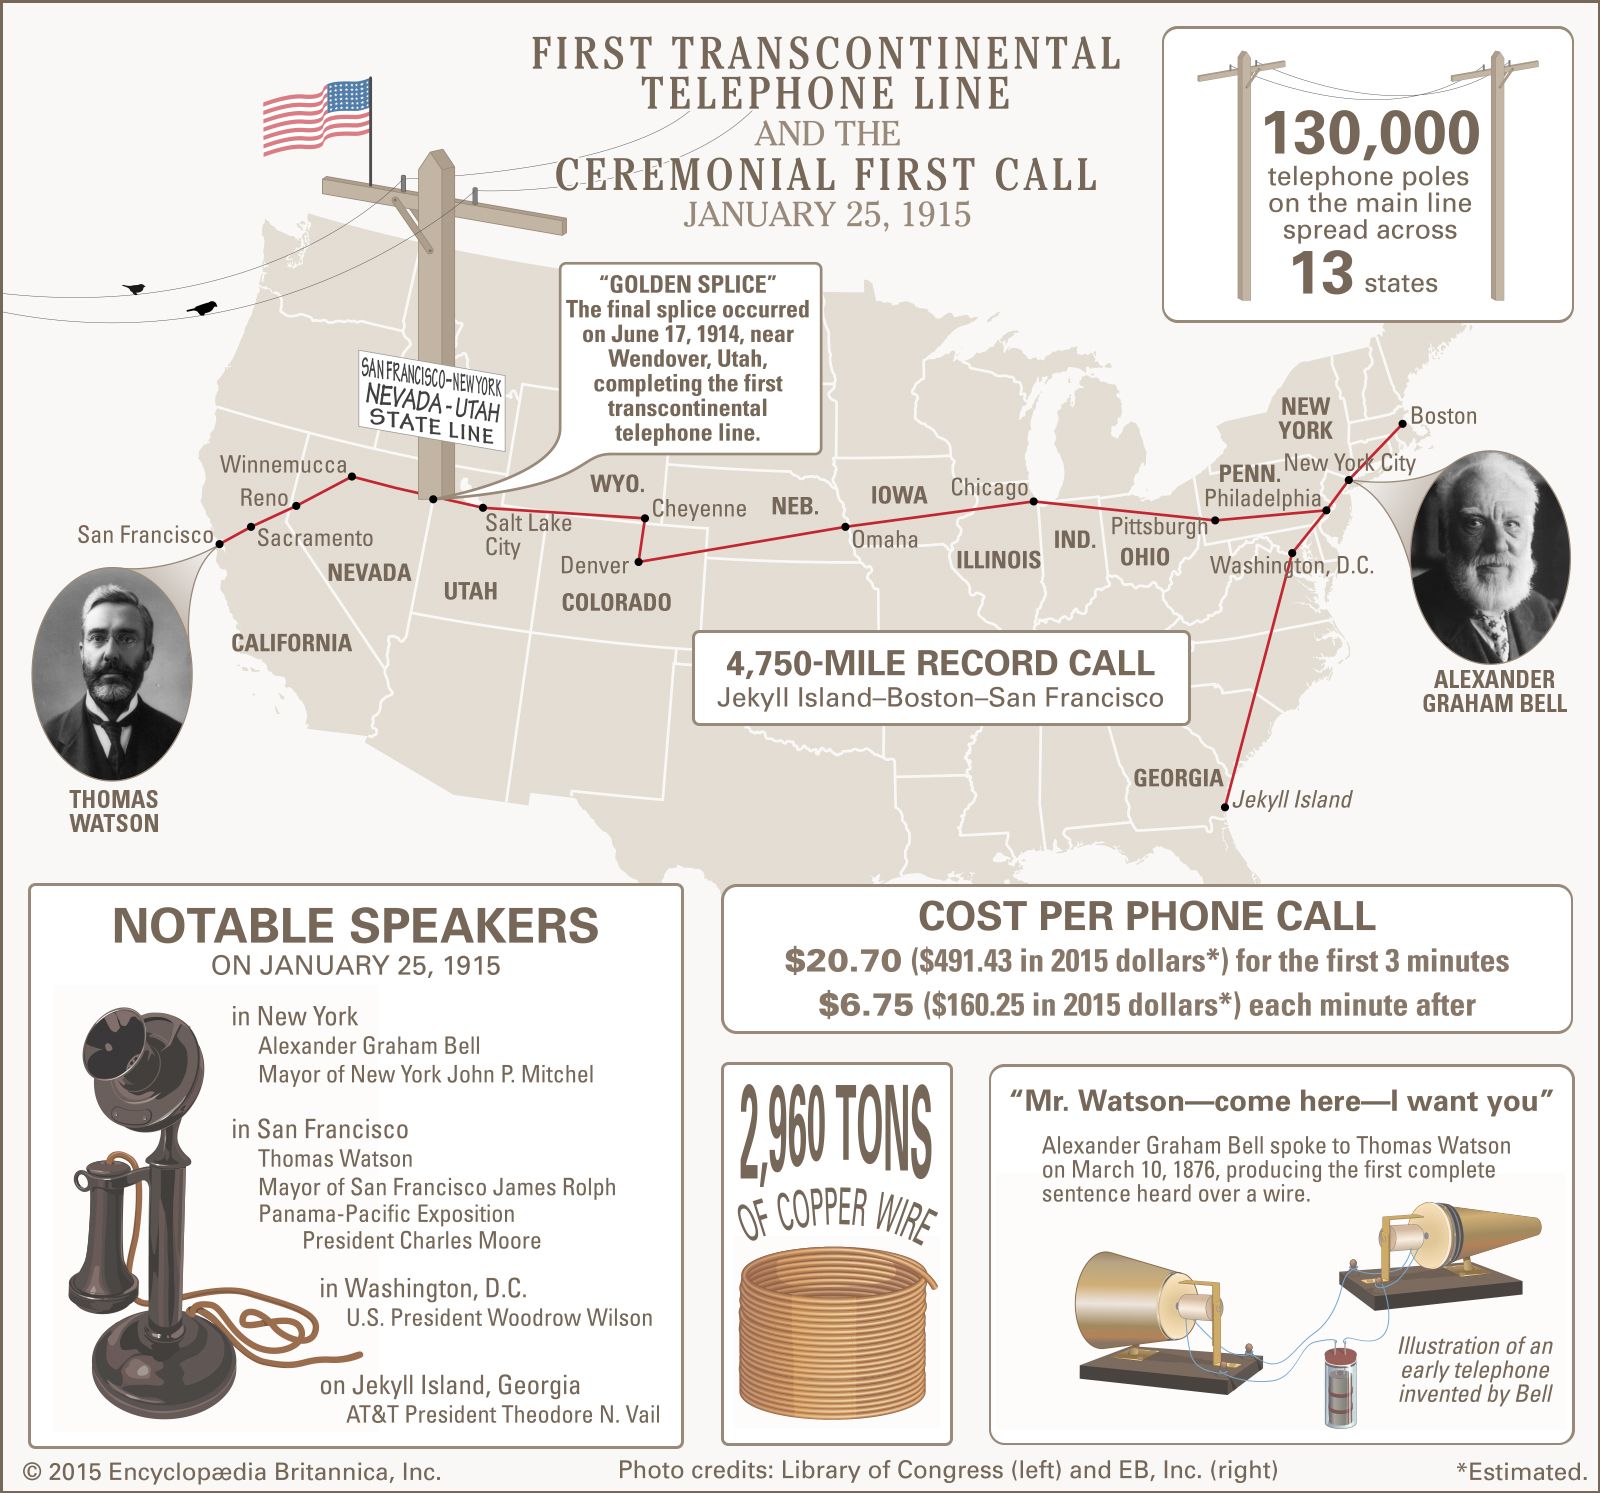 FIRST TRANSCONTINENTAL
TELEPHONE LINE
AND THE
CEREMONIAL FIRST CALL
JANUARY 25, 1915
130,000
telephone poles
on the main line
spread across
13 states
“GOLDEN SPLICE”
The final splice occurred
on June 17, 1914, near
Wendover, Utah,
completing the first
transcontinental
telephone line.
SAN FRANCISCO–NEW YORK
NEVADA - UTAH
STATE LINE
San Francisco
Sacramento
Reno
Winnemucca
Salt Lake
City
Cheyenne
Denver
Omaha
Chicago
Pittsburgh
Philadelphia
New York City
Boston
Washington, D.C.
Jekyll Island
CALIFORNIA
NEVADA
UTAH
WYO.
COLORADO
NEB.
IOWA
ILLINOIS
IND.
OHIO
PENN.
NEW
YORK
GEORGIA
THOMAS
WATSON
ALEXANDER
GRAHAM BELL
4,750-MILE RECORD CALL
Jekyll Island–Boston–San Francisco
NOTABLE SPEAKERS
ON JANUARY 25, 1915
in New York
Alexander Graham Bell
Mayor of New York John P. Mitchel
in San Francisco
Thomas Watson
Mayor of San Francisco James Rolph
Panama-Pacific Exposition
President Charles Moore
in Washington, D.C.
U.S. President Woodrow Wilson
on Jekyll Island, Georgia
AT&T President Theodore N. Vail
COST PER PHONE CALL
$20.70 ($491.43 in 2015 dollars*) for the first 3 minutes
$6.75 ($160.25 in 2015 dollars*) each minute after
2,960 TONS
OF COPPER WIRE
“Mr. Watson—come here—I want you”
Alexander Graham Bell spoke to Thomas Watson
on March 10, 1876, producing the first complete
sentence heard over a wire.
Illustration of an
early telephone
invented by Bell
© 2015 Encyclopædia Britannica, Inc.
Photo credits: Library of Congress (left) and EB, Inc. (right)
*Estimated.